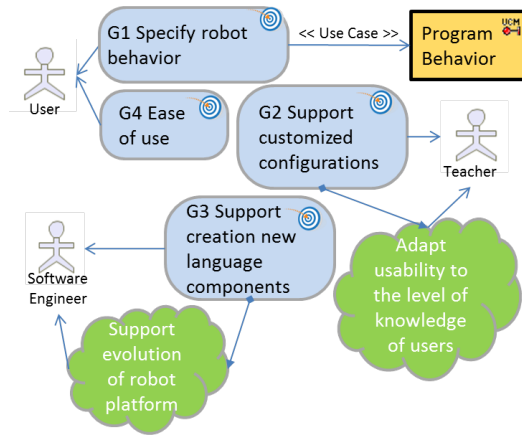 G1 Specify robot
behavior
<< Use Case >>
Program
Behavior
UCM
User
G4 Ease
of use
G2 Support
customized
configurations
Teacher
G3 Support
creation new
language
components
Software
Engineer
Adapt
usability to
the level of
knowledge
of users
Support
evolution
of robot
platform